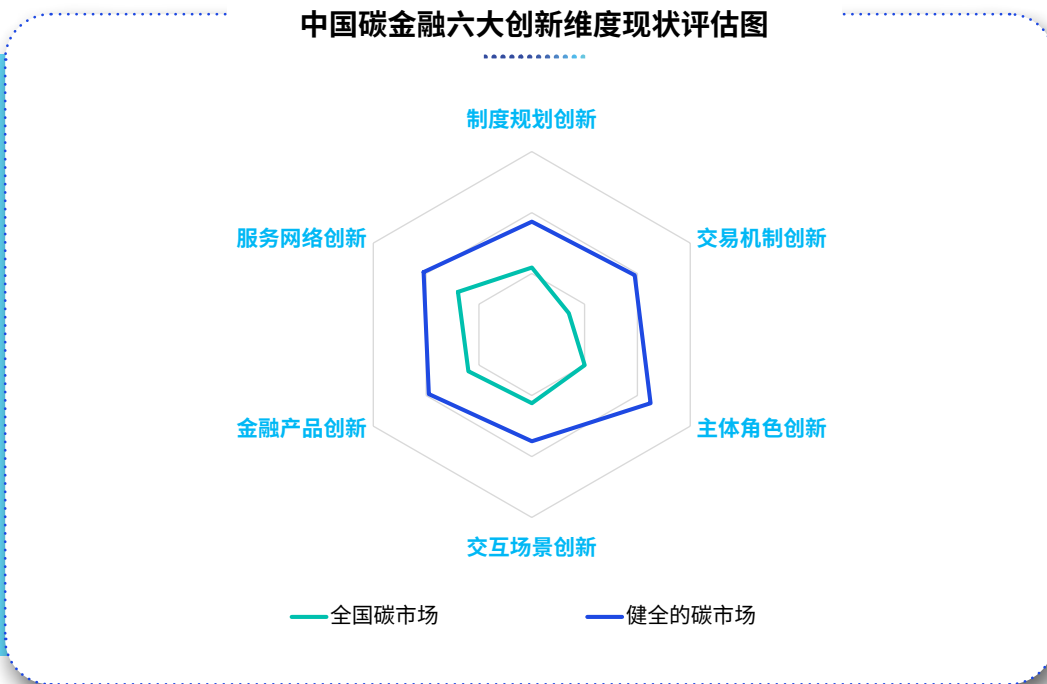 中国碳金融六大创新维度现状评估图
制度规划创新
服务网络创新
交易机制创新
金融产品创新
主体角色创新
交互场景创新
全国碳市场
健全的碳市场